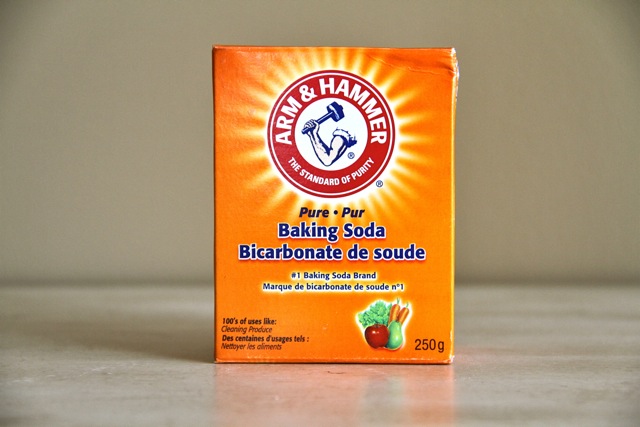 ARM & HAMMER
THE STANDARD OF PURITY
®
®
Pure • Pur
Baking Soda
Bicarbonate de soude
#1 Baking Soda Brand
Marque de bicarbonate de soude n°1
100's of uses like:
Cleaning Produce
Des centaines d'usages tels :
Nettoyer les aliments
250g